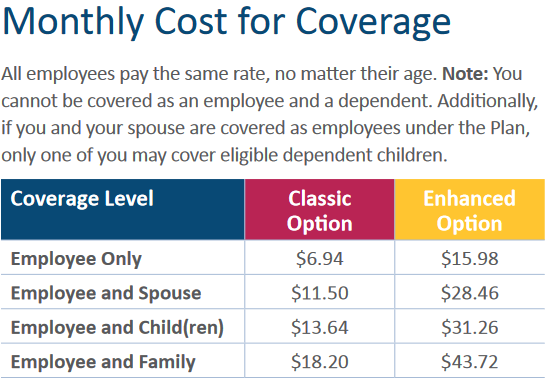 Monthly Cost for Coverage
All employees pay the same rate, no matter their age. Note: You
cannot be covered as an employee and a dependent. Additionally,
if you and your spouse are covered as employees under the Plan,
only one of you may cover eligible dependent children.
Coverage Level Classic Option Enhanced Option
Employee Only $6.94 $15.98
Employee and Spouse $11.50 $28.46
Employee and Child(ren) $13.64 $31.26
Employee and Family $18.20 $43.72